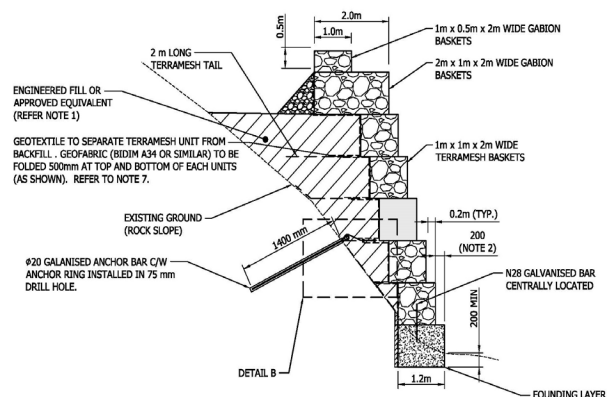 2.0m
1.0m
0.5m
1m x 0.5m x 2m WIDE GABION
BASKETS
2m x 1m x 2m WIDE GABION
BASKETS
2 m LONG
TERRAMESH TAIL
ENGINEERED FILL OR
APPROVED EQUIVALENT
(REFER NOTE 1)
GEOTEXTILE TO SEPARATE TERRAMESH UNIT FROM
BACKFILL . GEOFABRIC (BIDIM A34 OR SIMILAR) TO BE
FOLDED 500mm AT TOP AND BOTTOM OF EACH UNITS
(AS SHOWN). REFER TO NOTE 7.
1m x 1m x 2m WIDE
TERRAMESH BASKETS
EXISTING GROUND
(ROCK SLOPE)
0.2m (TYP.)
200
(NOTE 2)
1400 mm
Ø20 GALANISED ANCHOR BAR C/W
ANCHOR RING INSTALLED IN 75 mm
DRILL HOLE.
N28 GALVANISED BAR
CENTRALLY LOCATED
200 MIN
DETAIL B
1.2m
FOUNDING LAYER